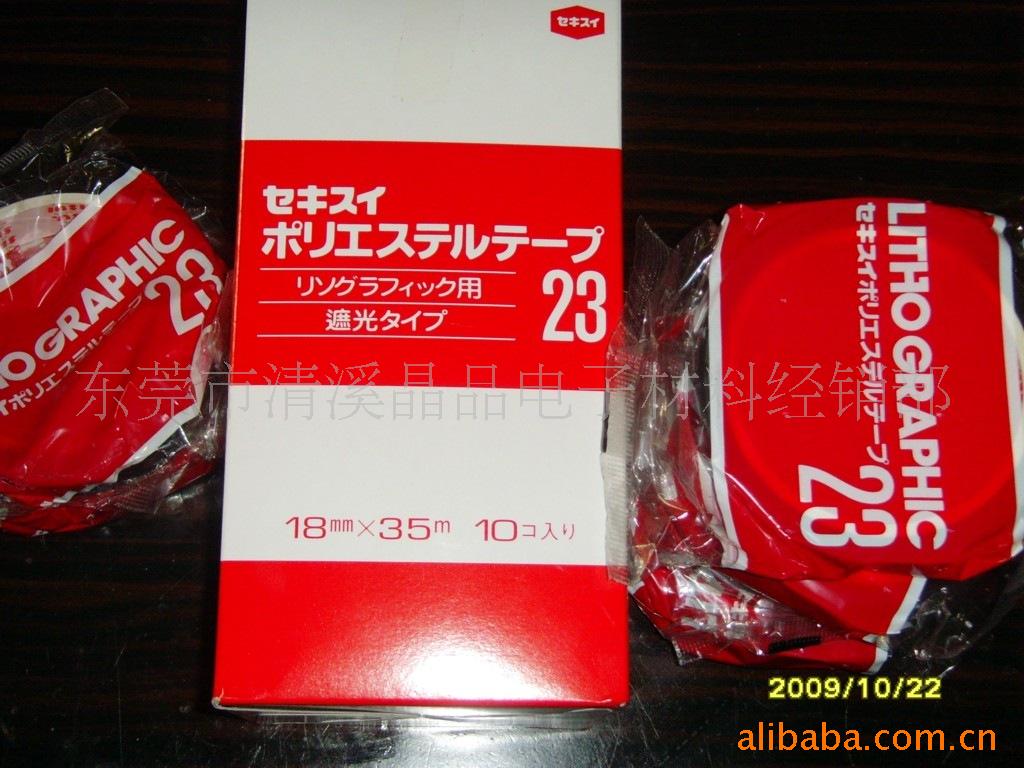 セキスイ
セキスイ
ポリエステルテープ
リソグラフィック用
遮光タイプ
23
18mm×35m 10コ入り
LITHOGRAPHIC
セキスイポリエステルテープ
23
NOGRAPHIC
イポリエステルテープ
23
东莞市清溪晶品电子材料经销部
2009/10/22
alibaba.com.cn